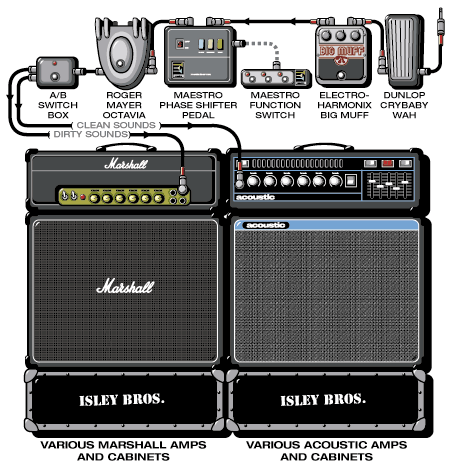 BIG MUFF
A/B
SWITCH
BOX
ROGER
MAYER
OCTAVIA
MAESTRO
PHASE SHIFTER
PEDAL
MAESTRO
FUNCTION
SWITCH
ELECTRO-
HARMONIX
BIG MUFF
DUNLOP
CRYBABY
WAH
CLEAN SOUNDS
DIRTY SOUNDS
Marshall
acoustic
acoustic
Marshall
ISLEY BROS.
ISLEY BROS.
VARIOUS MARSHALL AMPS
AND CABINETS
VARIOUS ACOUSTIC AMPS
AND CABINETS